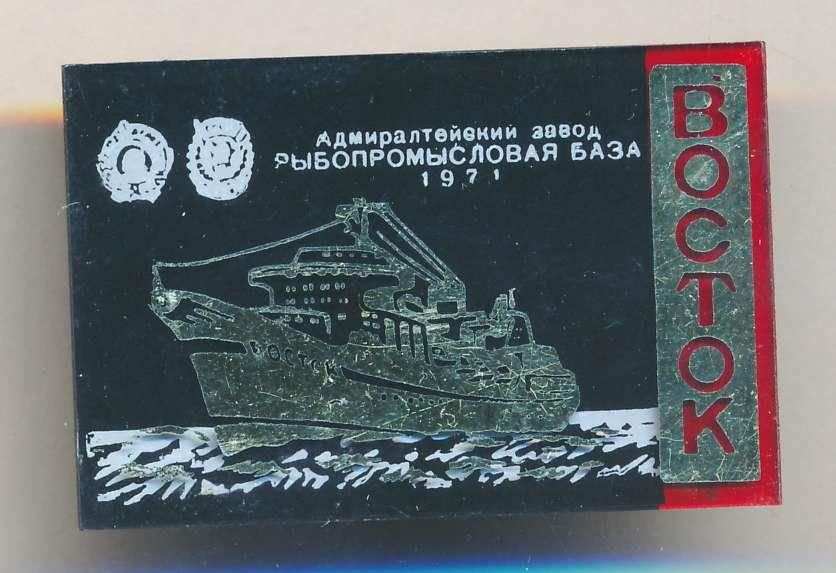 Адмиралтейский завод
РЫБОПРОМЫСЛОВАЯ БАЗА
1971
ВОСТОК
ВОСТОК